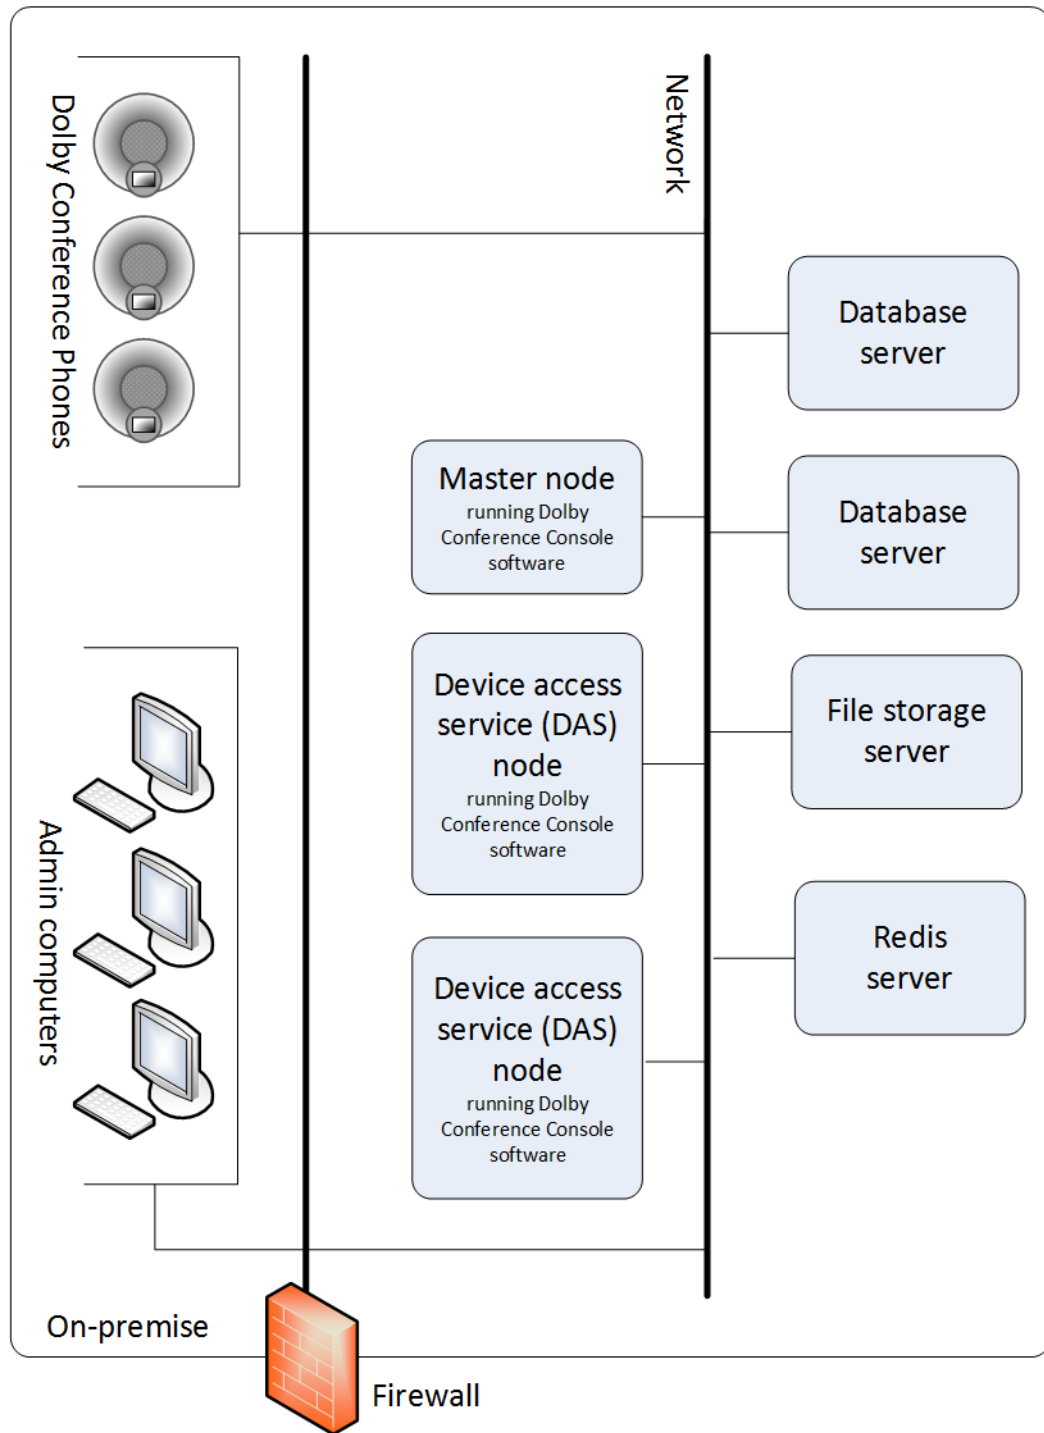 Dolby Conference Phones
Network
Database
server
Master node
running Dolby
Conference Console
software
Database
server
Device access
service (DAS)
node
running Dolby
Conference Console
software
File storage
server
Admin computers
Device access
service (DAS)
node
running Dolby
Conference Console
software
Redis
server
On-premise
Firewall